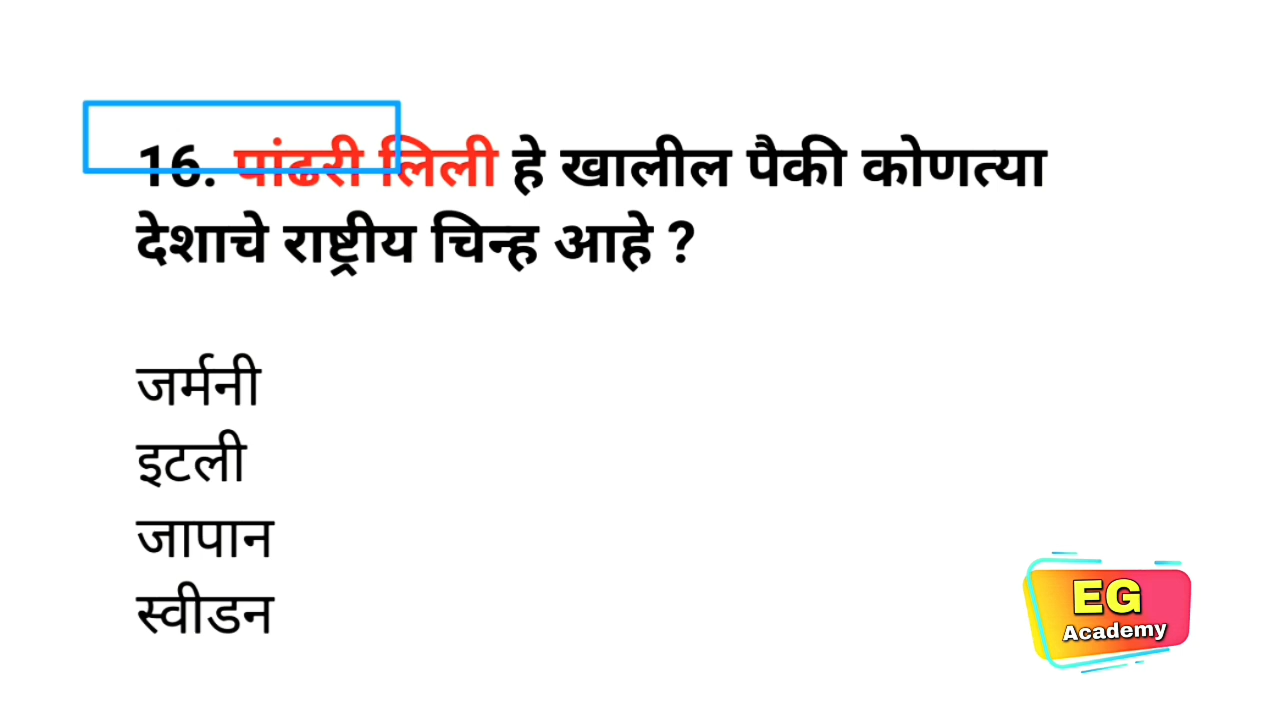 16. पांढरी लिली हे खालील पैकी कोणत्या
देशाचे राष्ट्रीय चिन्ह आहे ?
जर्मनी
इटली
जापान
स्वीडन
EG
Academy